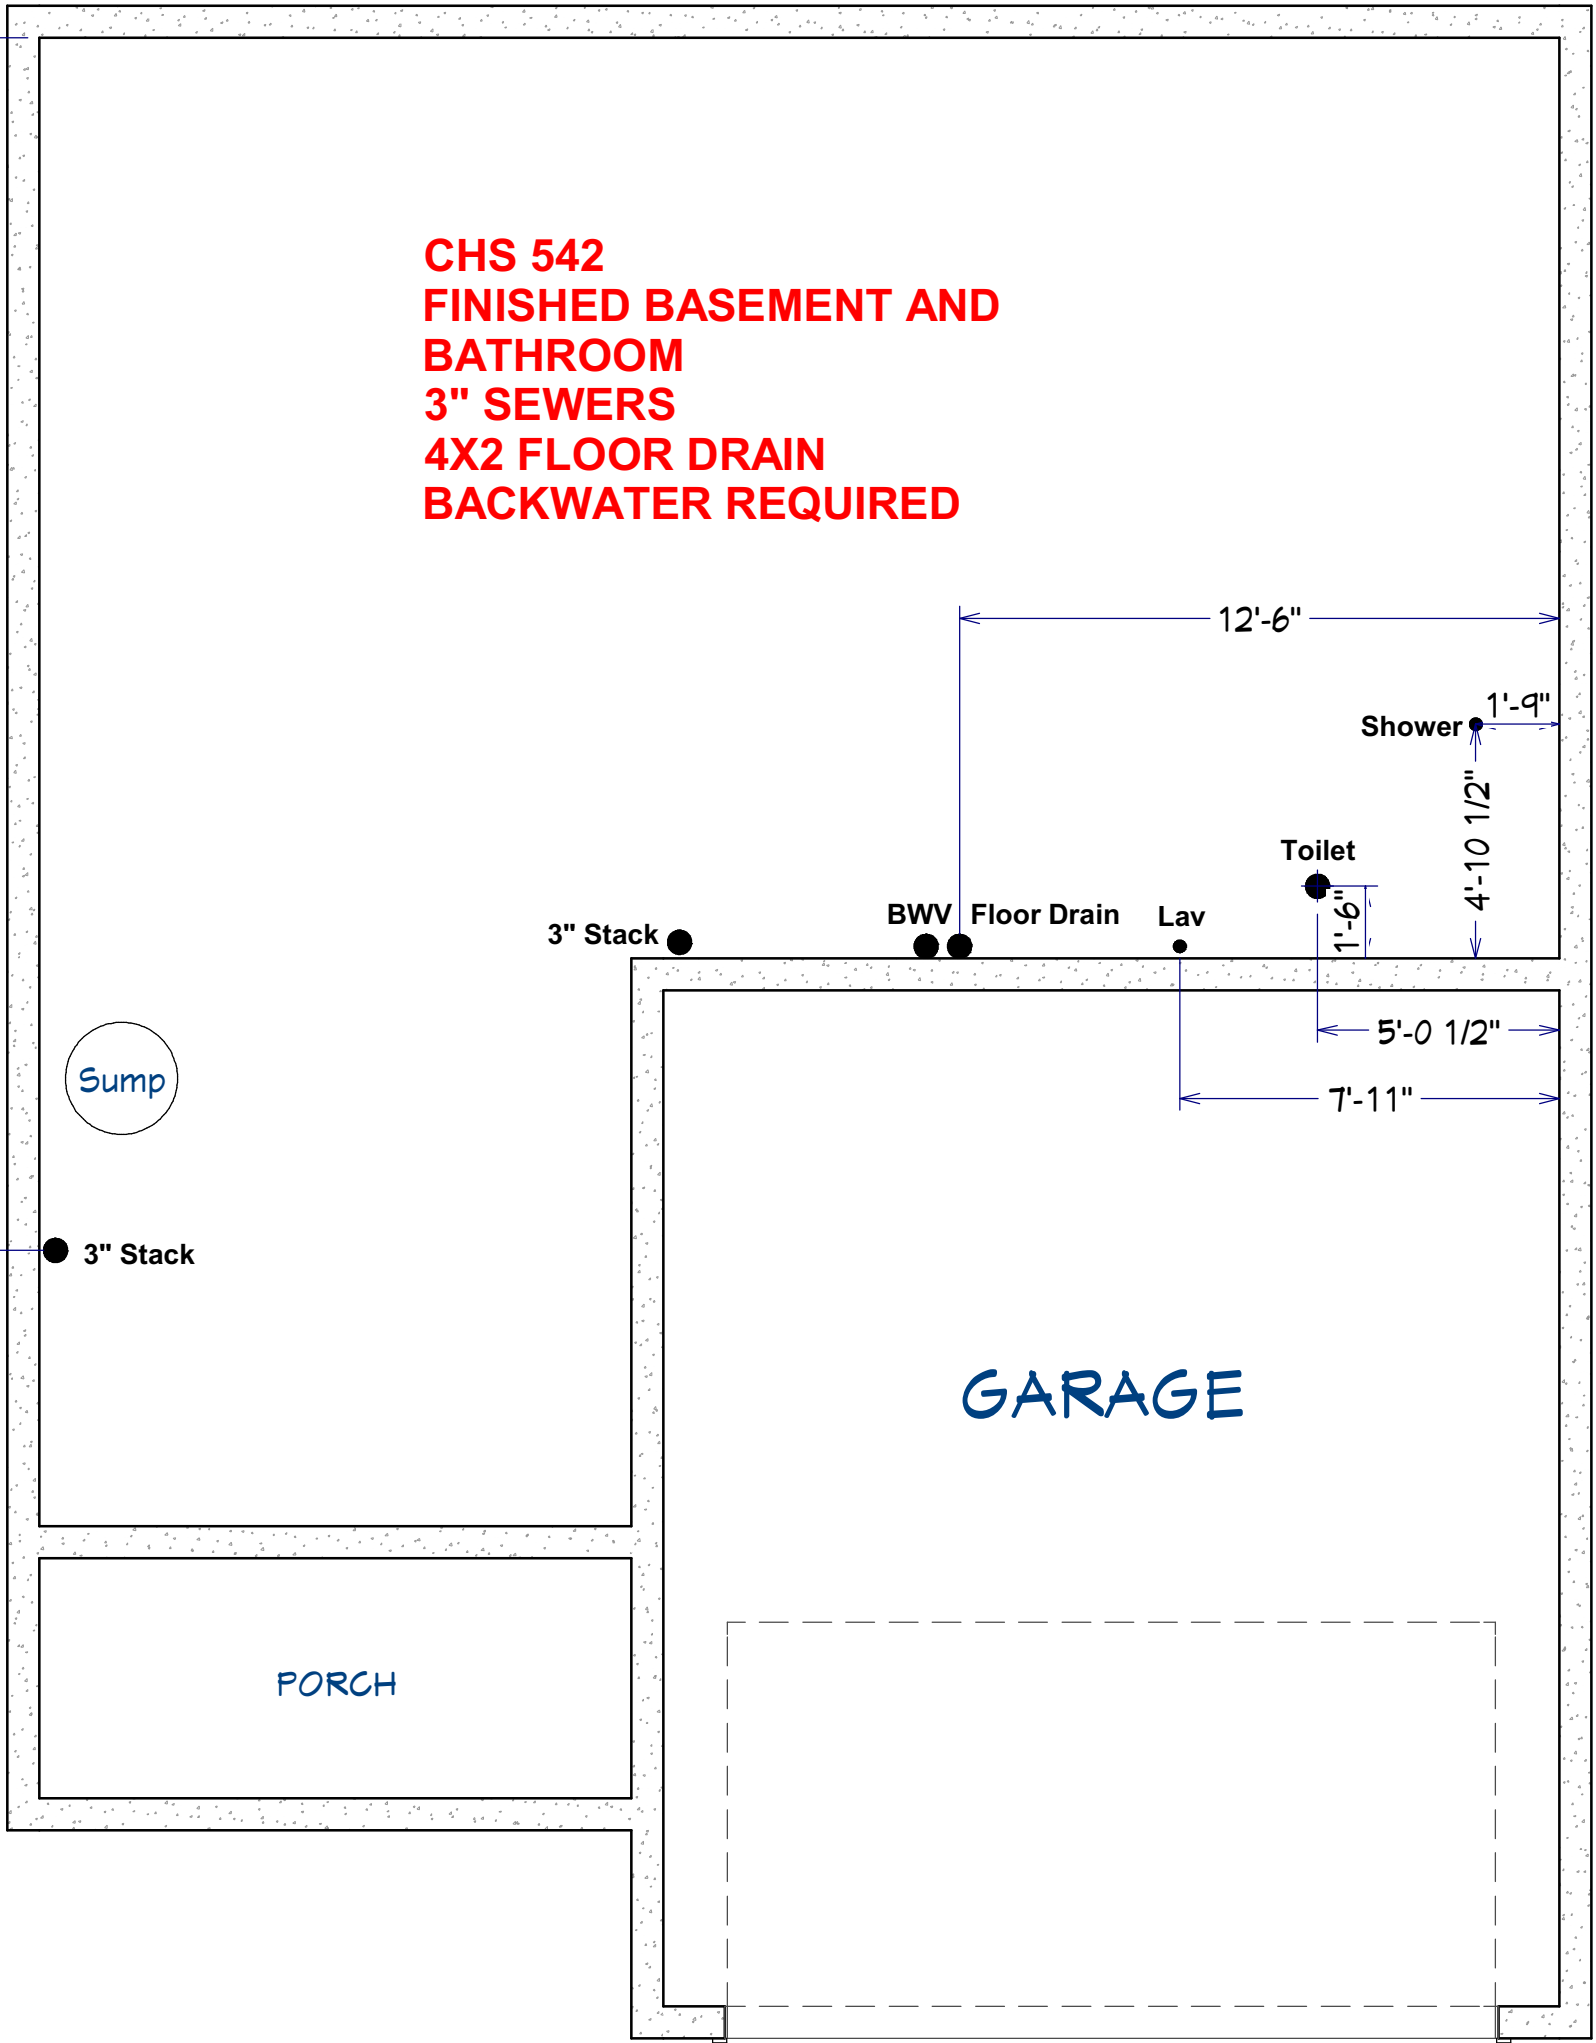 CHS 542
FINISHED BASEMENT AND
BATHROOM
3" SEWERS
4X2 FLOOR DRAIN
BACKWATER REQUIRED
12'-6"
1'-9"
Shower
4'-10 1/2"
Toilet
1'-6"
BWV
Floor Drain
Lav
3" Stack
5'-0 1/2"
7'-11"
Sump
3" Stack
GARAGE
PORCH